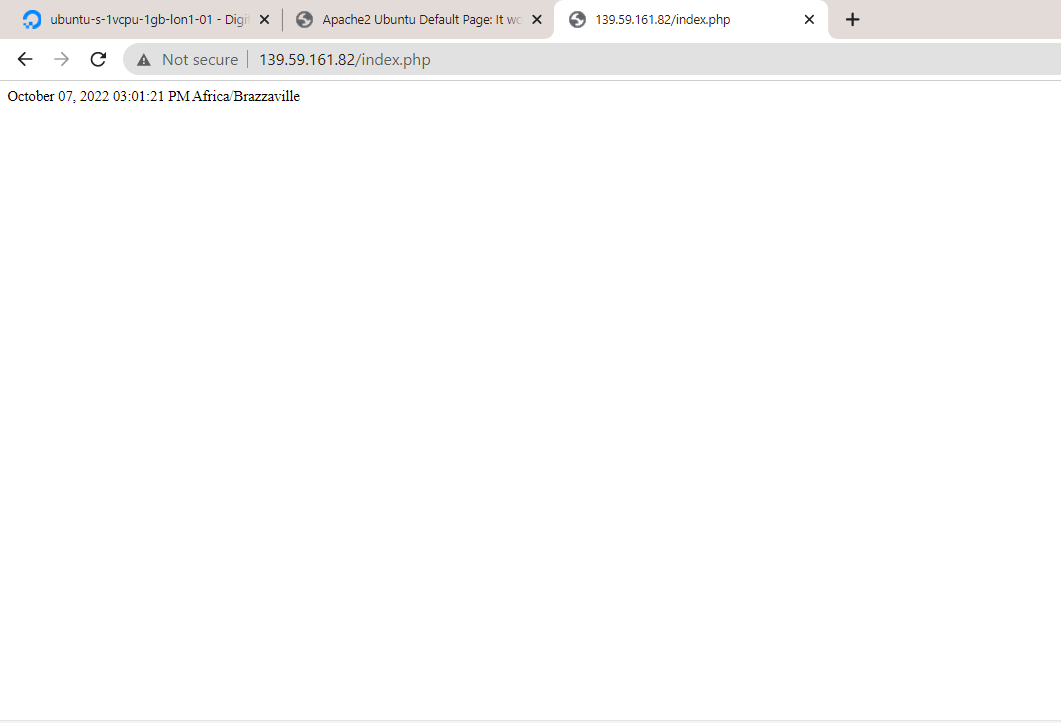 ubuntu-s-1vcpu-1gb-lon1-01 - Digi
Apache2 Ubuntu Default Page: It wo
139.59.161.82/index.php
Not secure
139.59.161.82/index.php
October 07, 2022 03:01:21 PM Africa/Brazzaville